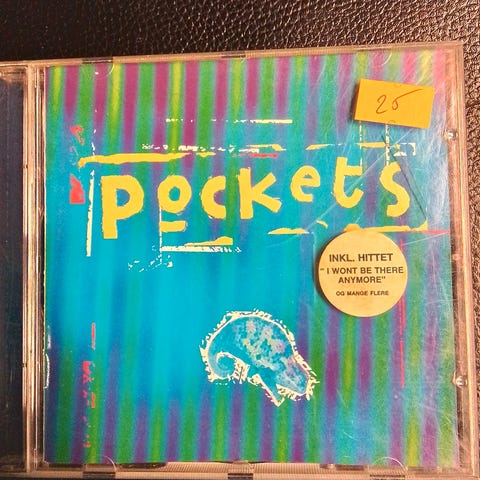 25
pockets
INKL. HITTET
" I WONT BE THERE
ANYMORE"
OG MANGE FLERE